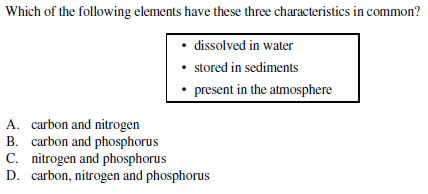 Which of the following elements have these three characteristics in common?
• dissolved in water
• stored in sediments
• present in the atmosphere
A. carbon and nitrogen
B. carbon and phosphorus
C. nitrogen and phosphorus
D. carbon, nitrogen and phosphorus